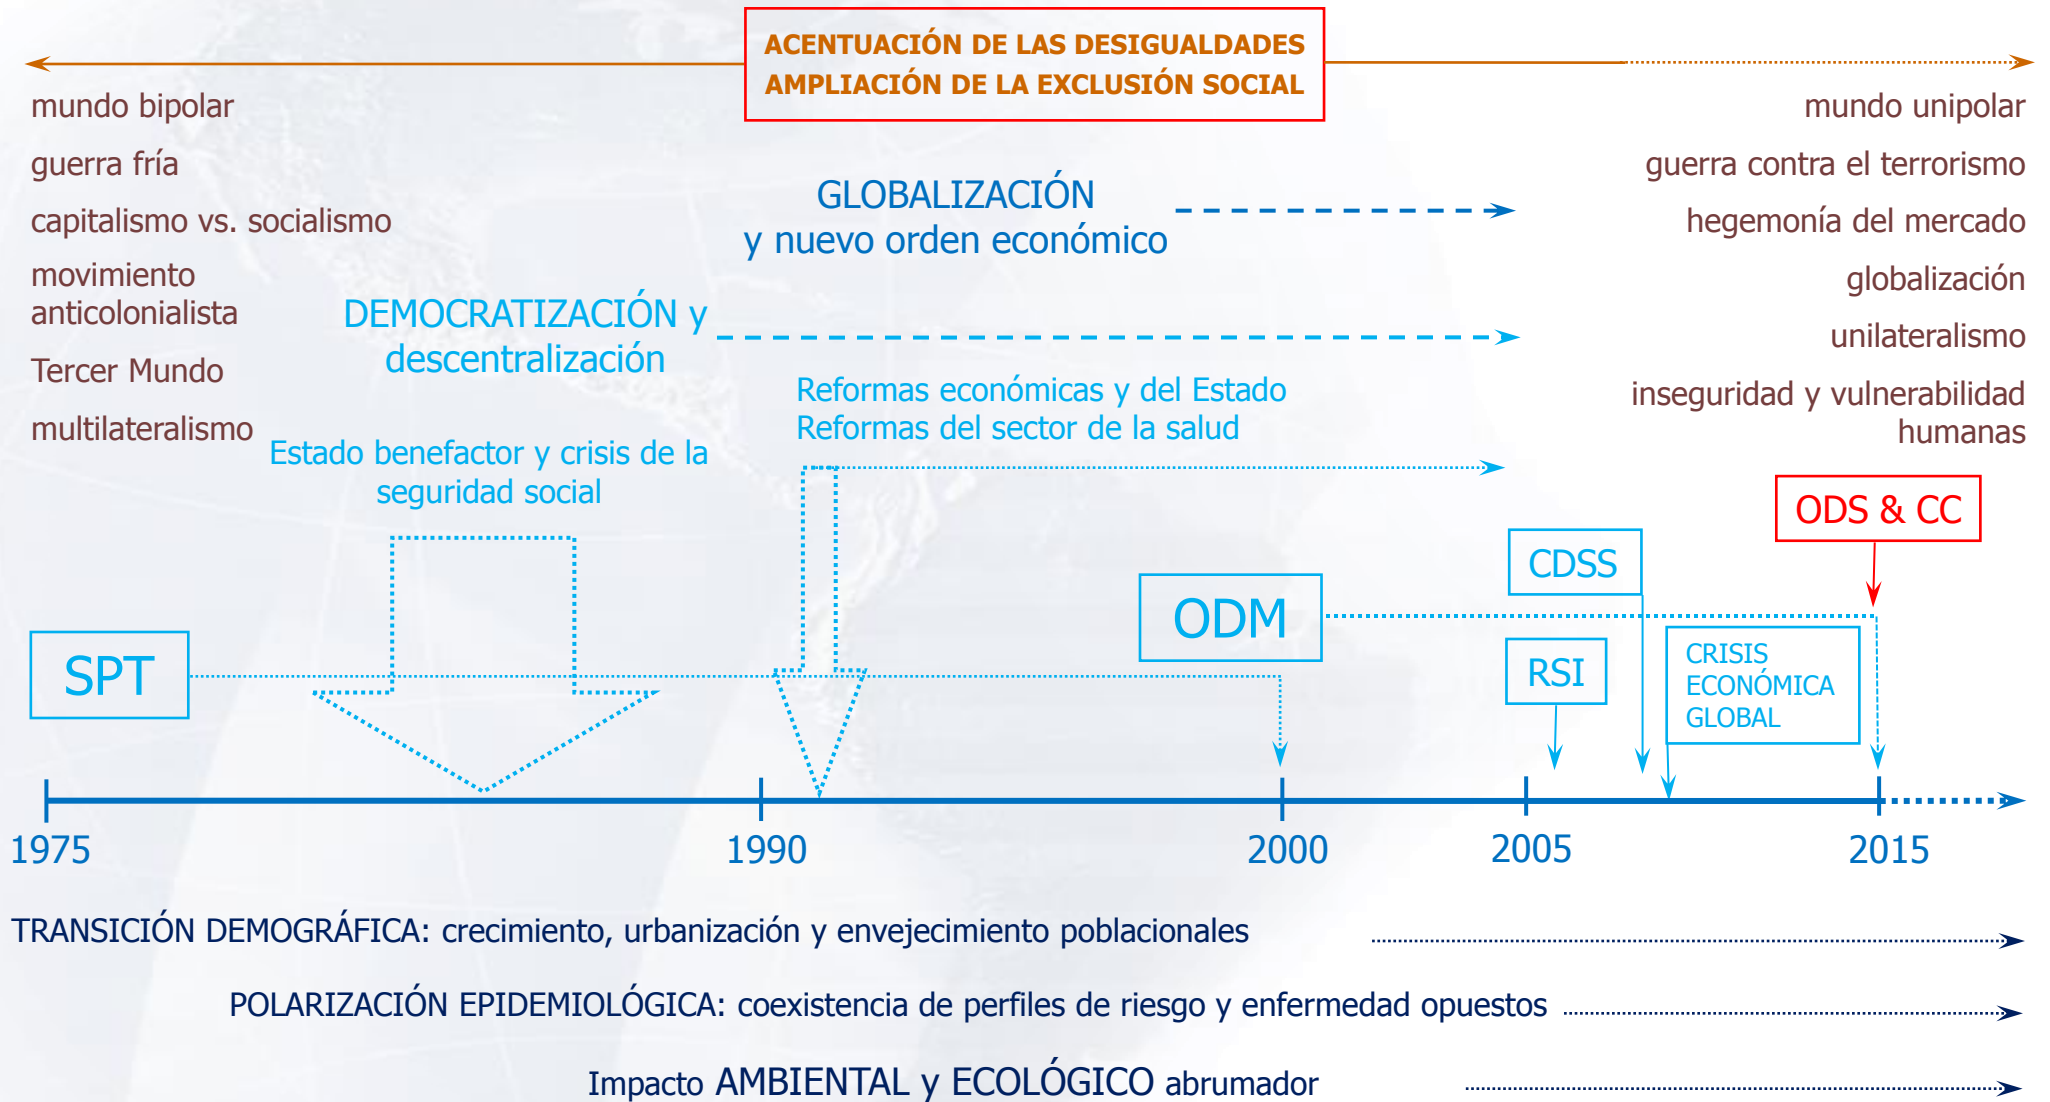 ACENTUACIÓN DE LAS DESIGUALDADES
AMPLIACIÓN DE LA EXCLUSIÓN SOCIAL
mundo bipolar
guerra fría
capitalismo vs. socialismo
movimiento
anticolonialista
Tercer Mundo
multilateralismo
mundo unipolar
guerra contra el terrorismo
hegemonía del mercado
globalización
unilateralismo
inseguridad y vulnerabilidad
humanas
GLOBALIZACIÓN
y nuevo orden económico
DEMOCRATIZACIÓN y
descentralización
Reformas económicas y del Estado
Reformas del sector de la salud
Estado benefactor y crisis de la
seguridad social
ODS & CC
CDSS
ODM
SPT
RSI
CRISIS
ECONÓMICA
GLOBAL
1975
1990
2000
2005
2015
TRANSICIÓN DEMOGRÁFICA: crecimiento, urbanización y envejecimiento poblacionales
POLARIZACIÓN EPIDEMIOLÓGICA: coexistencia de perfiles de riesgo y enfermedad opuestos
Impacto AMBIENTAL y ECOLÓGICO abrumador